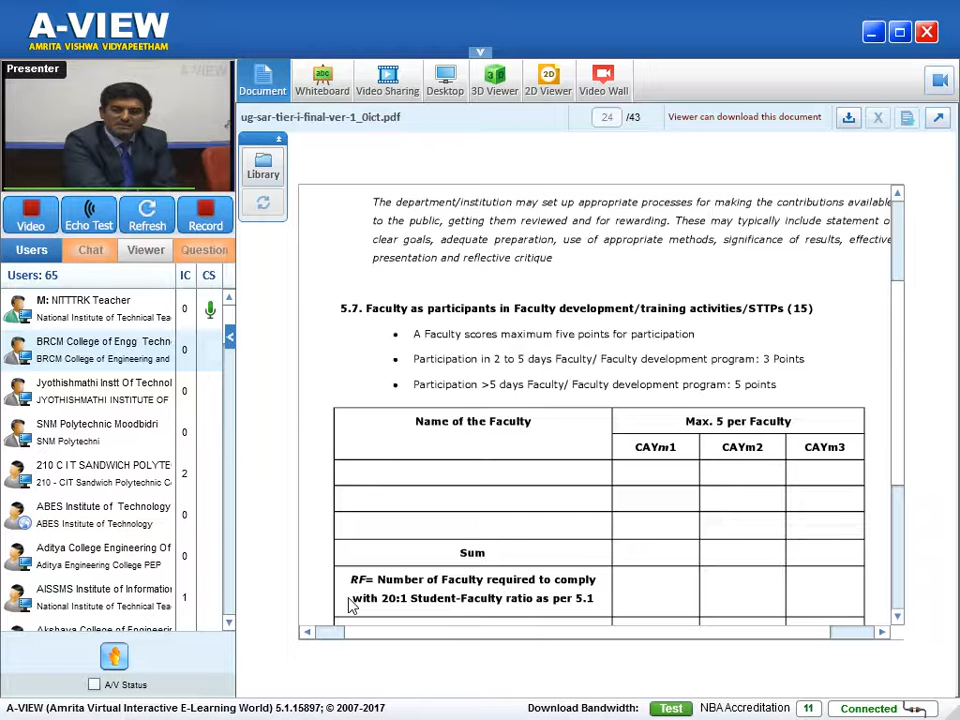 A-VIEW
AMRITA VISHWA VIDYAPEETHAM
Presenter
A-VIEW
Video
Echo Test
Refresh
Record
Users
Chat
Viewer
Question
Users: 65
IC
CS
M: NITTTRK Teacher
National Institute of Technical Tea
0
BRCM College of Engg Techn
BRCM College of Engineering and
0
Jyothishmathi Instt Of Technol
JYOTHISHMATHI INSTITUTE OF
0
SNM Polytechnic Moodbidri
SNM Polytechni
0
210 C I T SANDWICH POLYTE
210 - CIT Sandwich Polytechnic C
2
ABES Institute of Technology
ABES Institute of Technology
0
Aditya College Engineering Of
Aditya Engineering College PEP
0
AISSMS Institute of Informatior
National Institute of Technical Tea
1
Akshaya College of Engineeri
A/V Status
Document
Whiteboard
Video Sharing
Desktop
3D Viewer
2D Viewer
Video Wall
abc
3D
2D
ug-sar-tier-i-final-ver-1_0ict.pdf
24
/43
Viewer can download this document
X
Library
The department/institution may set up appropriate processes for making the contributions available
to the public, getting them reviewed and for rewarding. These may typically include statement o
clear goals, adequate preparation, use of appropriate methods, significance of results, effective
presentation and reflective critique
5.7. Faculty as participants in Faculty development/training activities/STTPs (15)
• A Faculty scores maximum five points for participation
• Participation in 2 to 5 days Faculty/ Faculty development program: 3 Points
• Participation >5 days Faculty/ Faculty development program: 5 points
Name of the Faculty
Max. 5 per Faculty
CAYm1
CAYm2
CAYm3
Sum
RF= Number of Faculty required to comply
with 20:1 Student-Faculty ratio as per 5.1
A-VIEW (Amrita Virtual Interactive E-Learning World) 5.1.15897; © 2007-2017
Download Bandwidth:
Test
NBA Accreditation
11
Connected